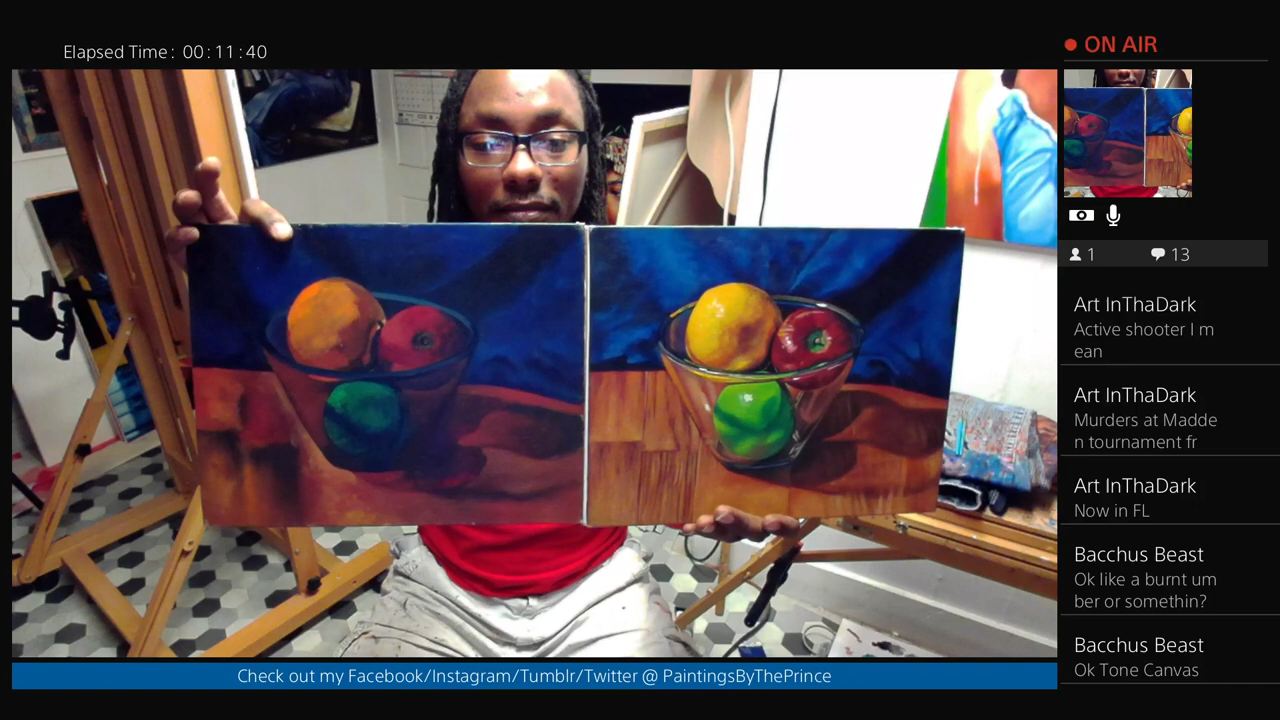 Elapsed Time: 00:11:40
ON AIR
1
13
Art InThaDark
Active shooter I m
ean
Art InThaDark
Murders at Madde
n tournament fr
Art InThaDark
Now in FL
Bacchus Beast
Ok like a burnt um
ber or somethin?
Bacchus Beast
Ok Tone Canvas
Check out my Facebook/Instagram/Tumblr/Twitter @ PaintingsByThePrince